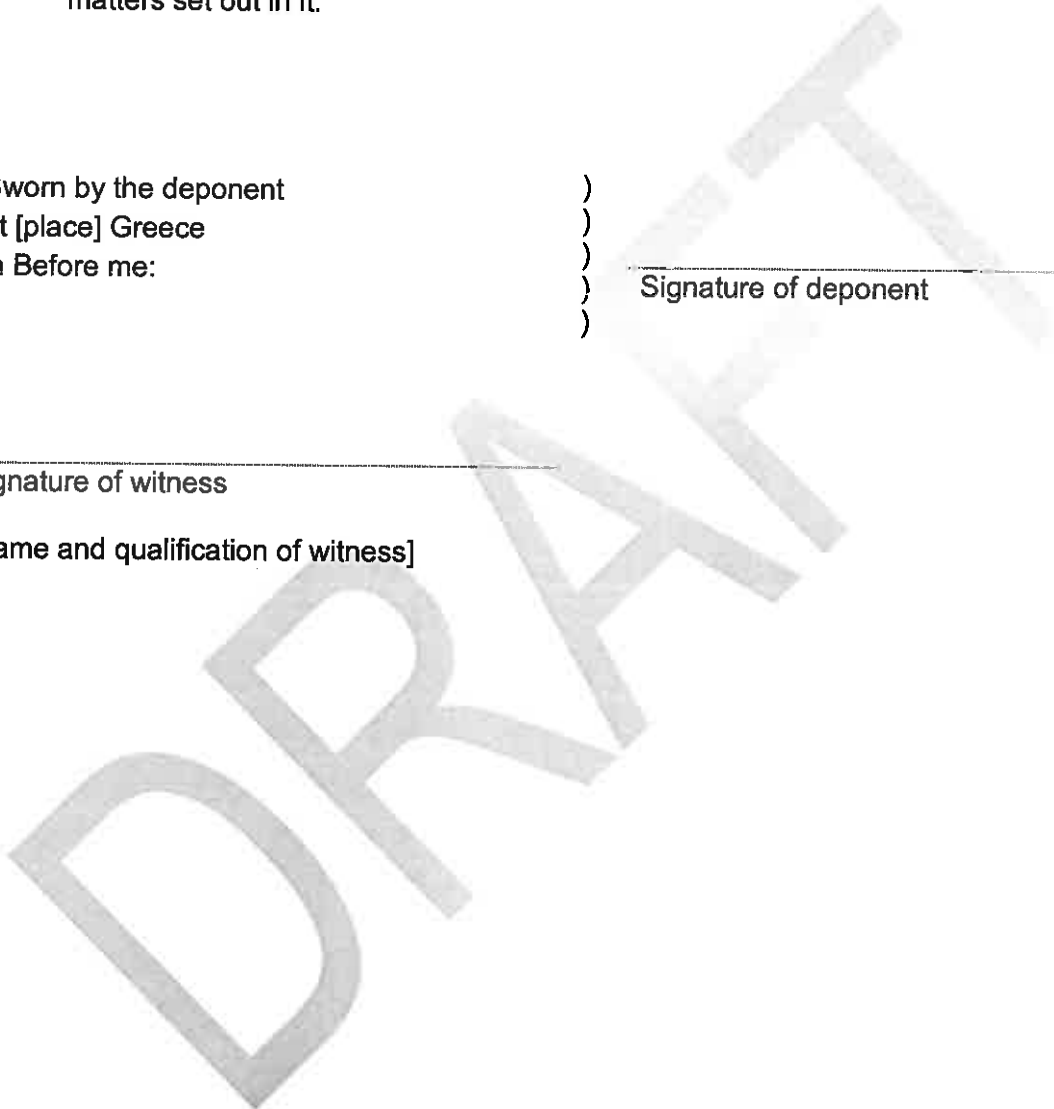 matters set out in it.
worn by the deponent )
t [place] Greece )
Before me: )
) Signature of deponent
)
gnature of witness
ame and qualification of witness]
DRAFT